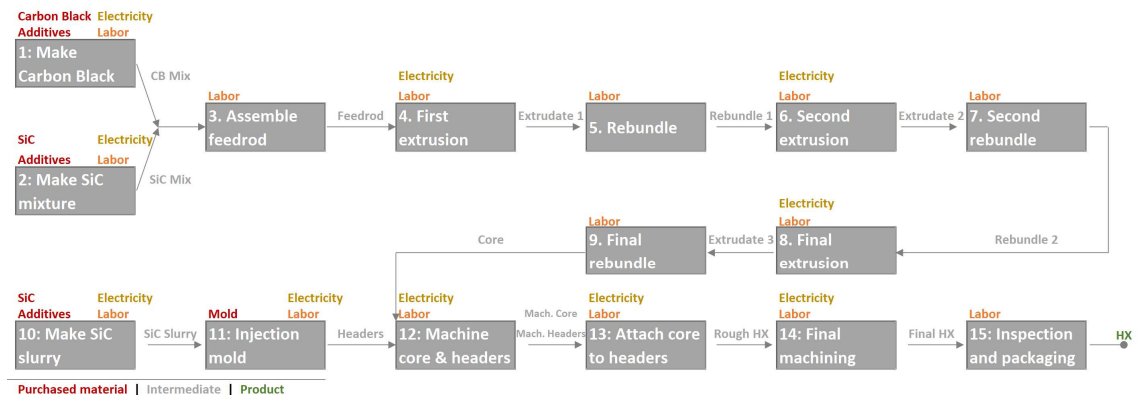 Carbon Black Electricity
Additives Labor
1: Make
Carbon Black
CB Mix
SiC Electricity
Additives Labor
2: Make SiC
mixture
SiC Mix
Labor
3. Assemble
feedrod
Feedrod
Electricity
Labor
4. First
extrusion
Extrudate 1
Labor
5. Rebundle
Rebundle 1
Electricity
Labor
6. Second
extrusion
Extrudate 2
Labor
7. Second
rebundle
Rebundle 2
Electricity
Labor
8. Final
extrusion
Extrudate 3
Labor
9. Final
rebundle
Core
SiC Electricity
Additives Labor
10: Make SiC
slurry
SiC Slurry
Electricity
Mold Labor
11: Injection
mold
Headers
Electricity
Labor
12: Machine
core & headers
Mach. Core
Mach. Headers
Electricity
Labor
13: Attach core
to headers
Rough HX
Electricity
Labor
14: Final
machining
Final HX
Labor
15: Inspection
and packaging
HX
Purchased material | Intermediate | Product